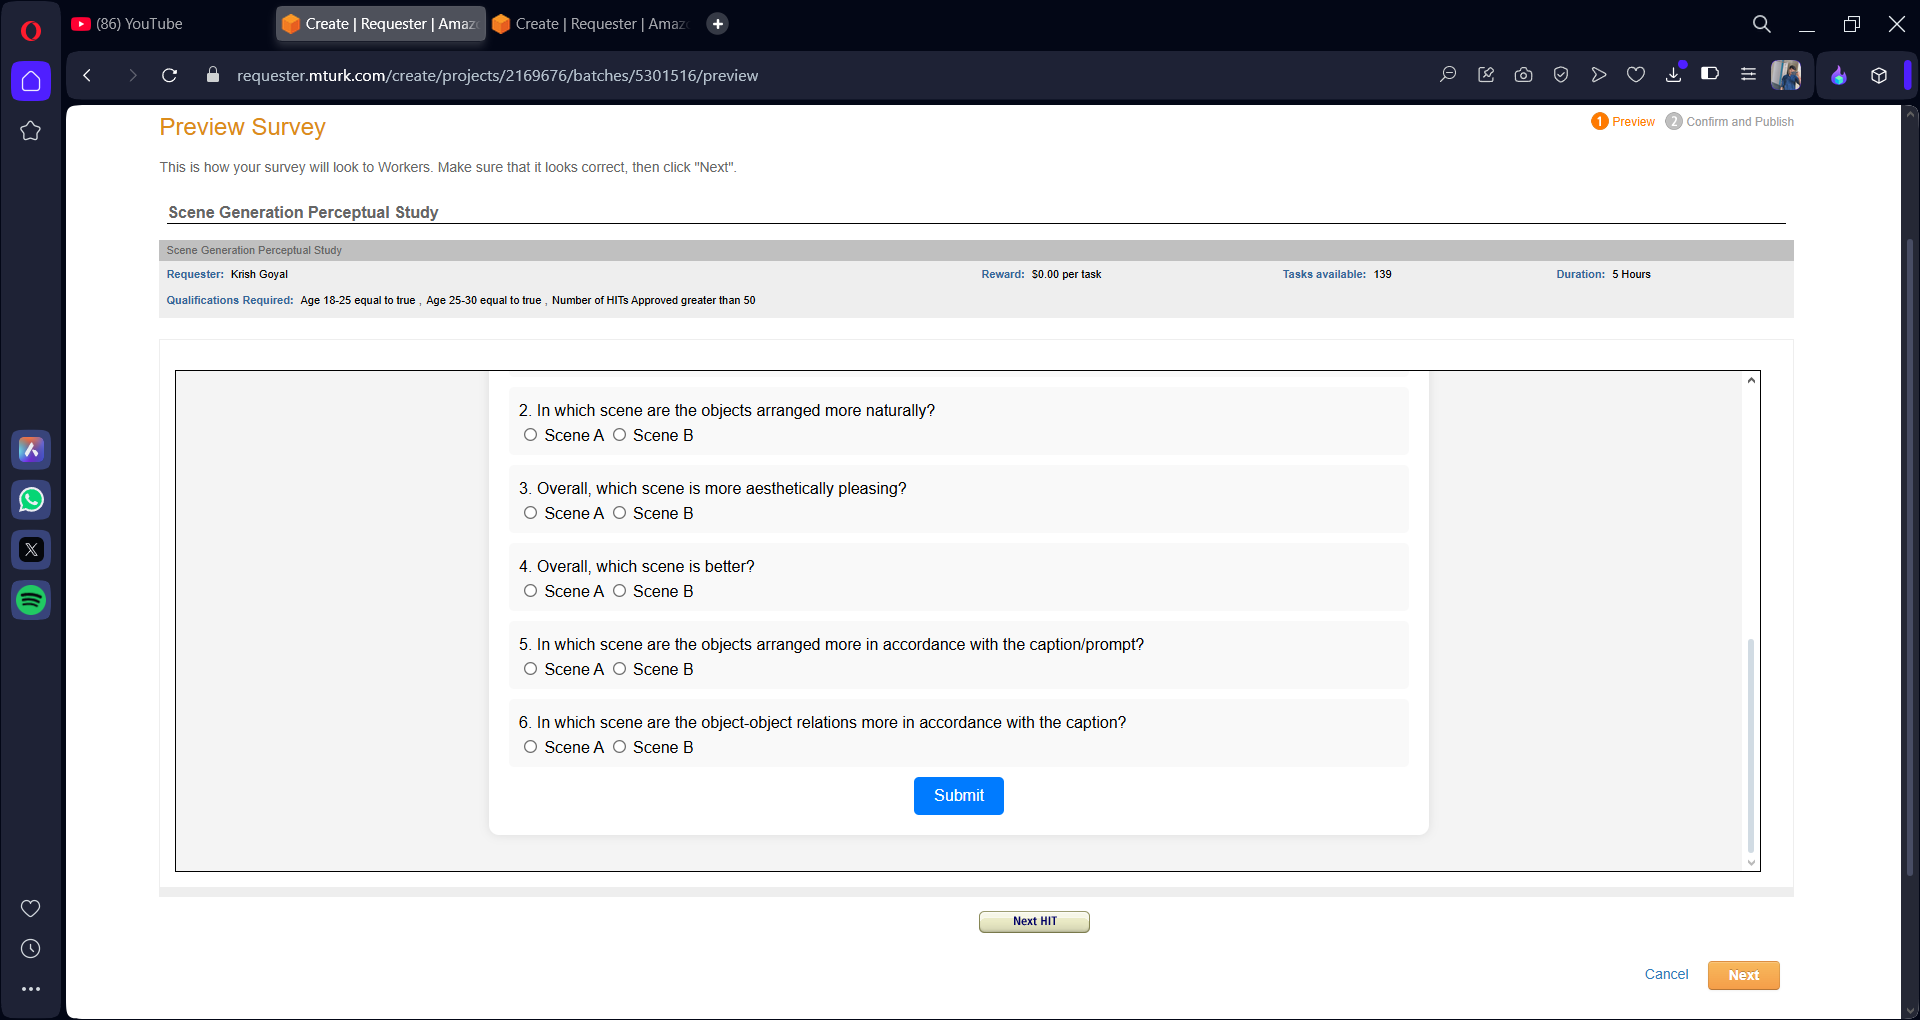 (86) YouTube
Create | Requester | Amaz
Create | Requester | Amaz
requester.mturk.com/create/projects/2169676/batches/5301516/preview
Preview Survey
1 Preview 2 Confirm and Publish
This is how your survey will look to Workers. Make sure that it looks correct, then click "Next".
Scene Generation Perceptual Study
Scene Generation Perceptual Study
Requester: Krish Goyal Reward: $0.00 per task Tasks available: 139 Duration: 5 Hours
Qualifications Required: Age 18-25 equal to true , Age 25-30 equal to true , Number of HITs Approved greater than 50
2. In which scene are the objects arranged more naturally?
Scene A Scene B
3. Overall, which scene is more aesthetically pleasing?
Scene A Scene B
4. Overall, which scene is better?
Scene A Scene B
5. In which scene are the objects arranged more in accordance with the caption/prompt?
Scene A Scene B
6. In which scene are the object-object relations more in accordance with the caption?
Scene A Scene B
Submit
Next HIT
Cancel Next